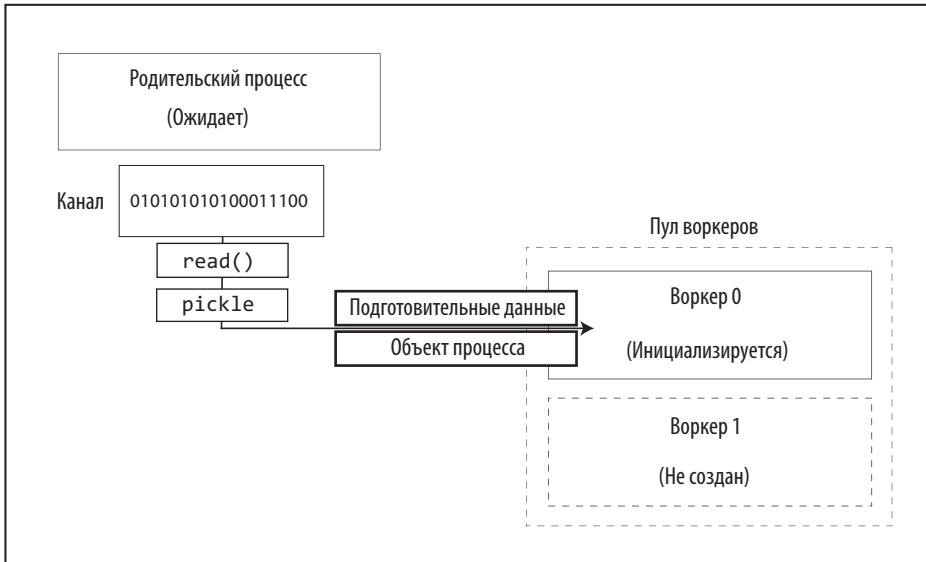 Родительский процесс
(Ожидает)
Канал
010101010100011100
Пул воркеров
read()
pickle
Подготовительные данные
Объект процесса
Воркер 0
(Инициализируется)
Воркер 1
(Не создан)